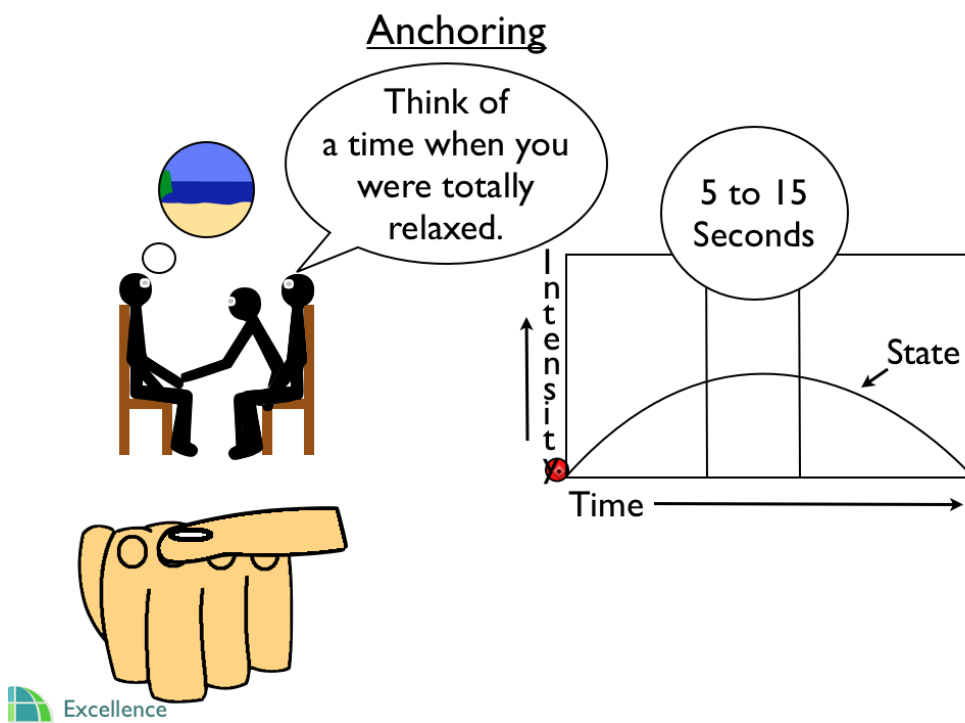 Anchoring
Think of
a time when you
were totally
relaxed.
5 to 15
Seconds
Intensity
State
Time
Excellence